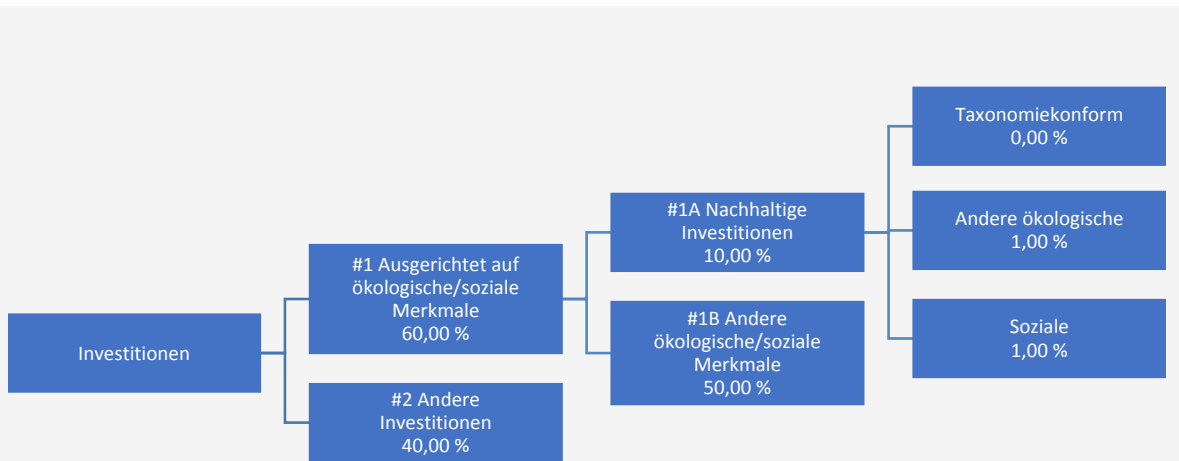 Investitionen
#1 Ausgerichtet auf
ökologische/soziale
Merkmale
60,00 %
#2 Andere
Investitionen
40,00 %
#1A Nachhaltige
Investitionen
10,00 %
#1B Andere
ökologische/soziale
Merkmale
50,00 %
Taxonomiekonform
0,00 %
Andere ökologische
1,00 %
Soziale
1,00 %